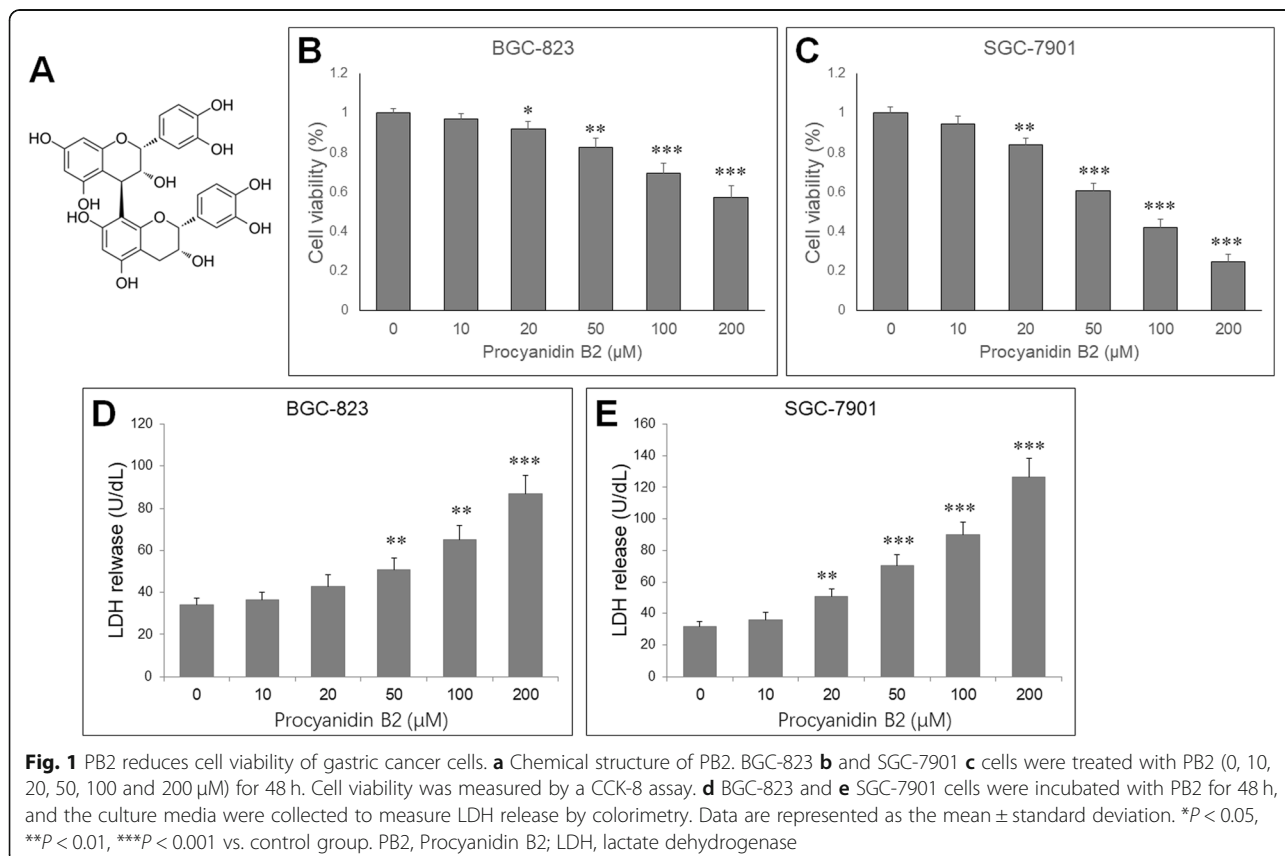 A
OH
OH
HO
O
OH
OH
OH
HO
O
OH
OH
OH
OH
B
BGC-823
Cell viability (%)
1.2
1
0.8
0.6
0.4
0.2
0
*
**
***
***
0 10 20 50 100 200
Procyanidin B2 (µM)
C
SGC-7901
Cell viability (%)
1.2
1
0.8
0.6
0.4
0.2
0
**
***
***
***
0 10 20 50 100 200
Procyanidin B2 (µM)
D
BGC-823
LDH relwase (U/dL)
120
100
80
60
40
20
0
**
**
***
0 10 20 50 100 200
Procyanidin B2 (µM)
E
SGC-7901
LDH release (U/dL)
160
140
120
100
80
60
40
20
0
**
***
***
***
0 10 20 50 100 200
Procyanidin B2 (µM)
Fig. 1 PB2 reduces cell viability of gastric cancer cells. a Chemical structure of PB2. BGC-823 b and SGC-7901 c cells were treated with PB2 (0, 10,
20, 50, 100 and 200 µM) for 48 h. Cell viability was measured by a CCK-8 assay. d BGC-823 and e SGC-7901 cells were incubated with PB2 for 48 h,
and the culture media were collected to measure LDH release by colorimetry. Data are represented as the mean ± standard deviation. *P < 0.05,
**P < 0.01, ***P < 0.001 vs. control group. PB2, Procyanidin B2; LDH, lactate dehydrogenase